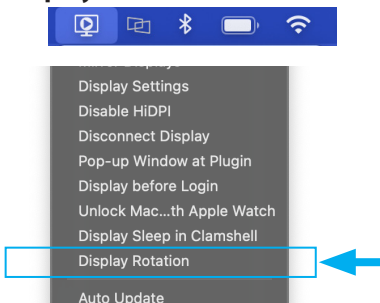 Display Settings
Disable HiDPI
Disconnect Display
Pop-up Window at Plugin
Display before Login
Unlock Mac...th Apple Watch
Display Sleep in Clamshell
Display Rotation
Auto Update